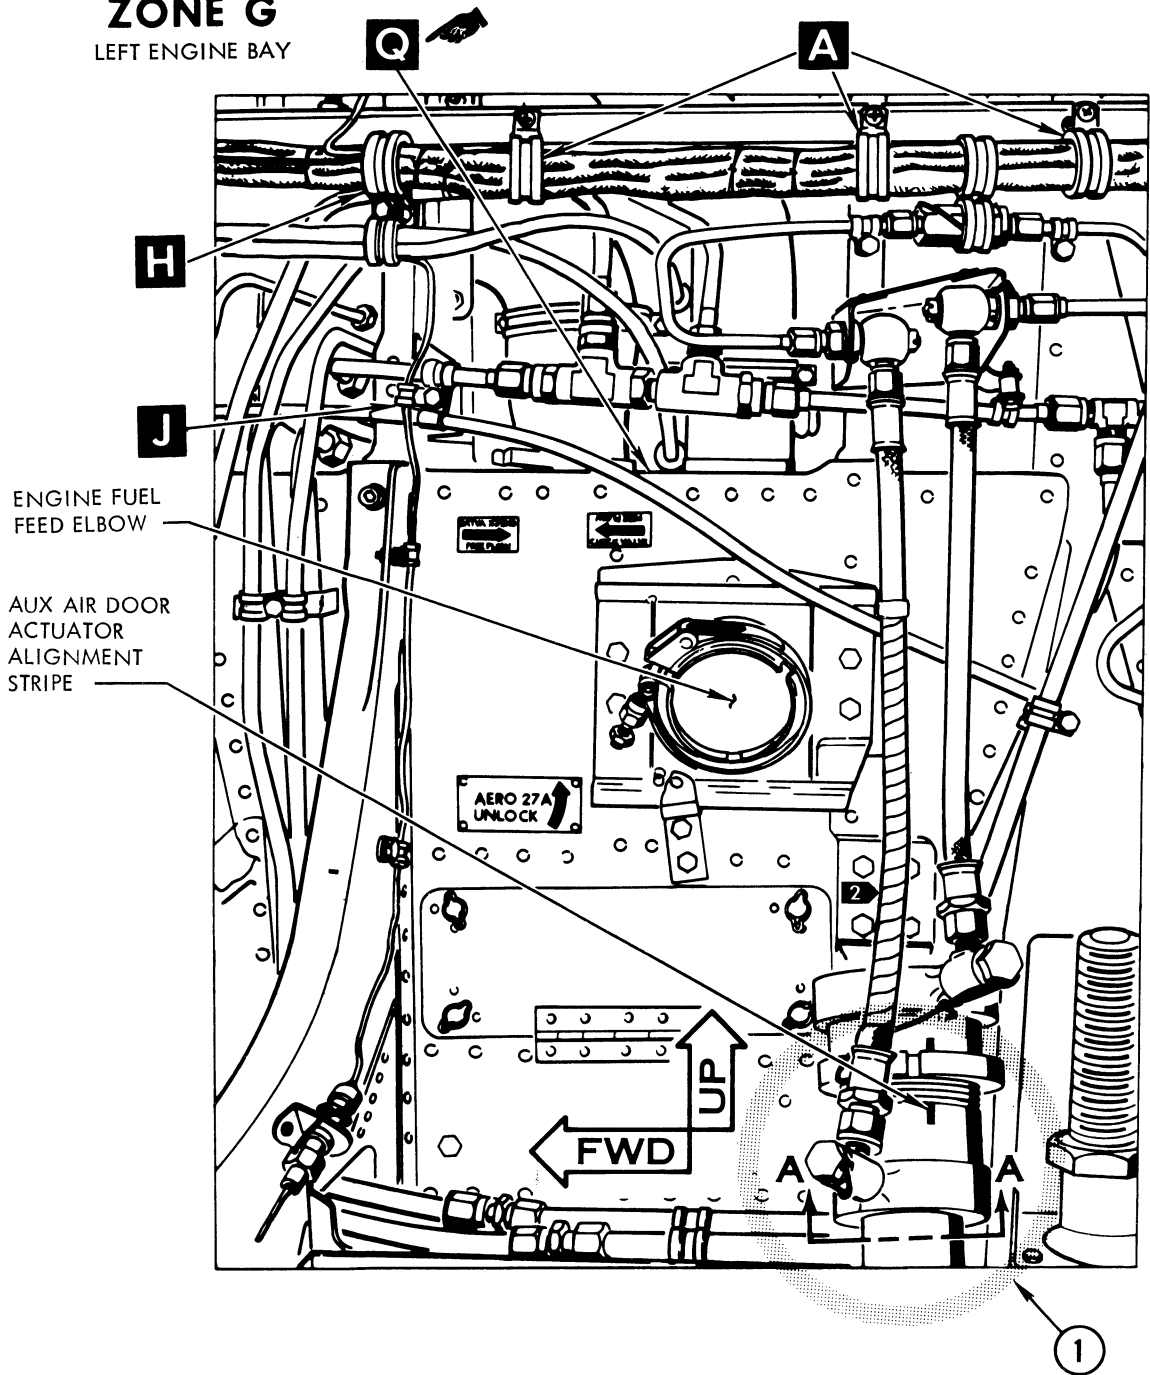 ZONE G
LEFT ENGINE BAY
Q
A
H
J
ENGINE FUEL
FEED ELBOW
AUX AIR DOOR
ACTUATOR
ALIGNMENT
STRIPE
AERO 27A
UNLOCK
2
UP
FWD
A
A
1